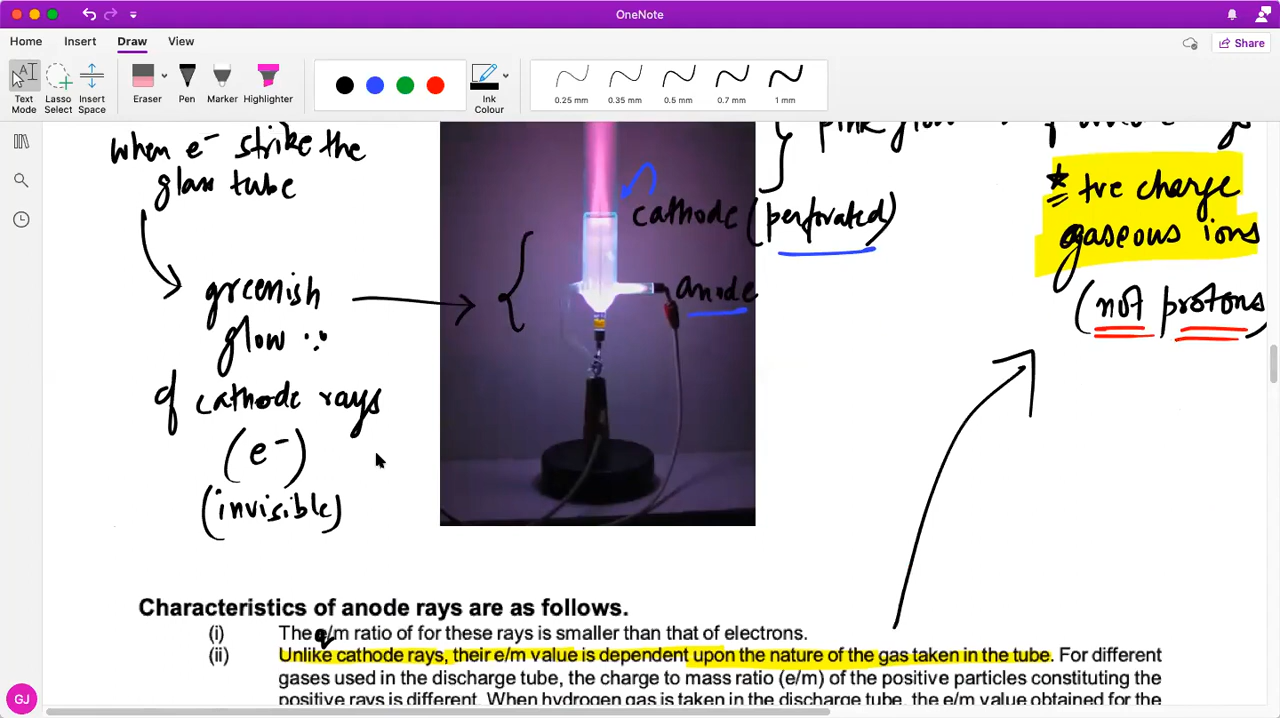 OneNote
Home
Insert
Draw
View
Share
Text Mode
Lasso Select
Insert Space
Eraser
Pen
Marker
Highlighter
Ink Colour
0.25 mm
0.35 mm
0.5 mm
0.7 mm
1 mm
when e⁻ strike the
glass tube
greenish
glow ∵
of cathode rays
(e⁻)
(invisible)
cathode (perforated)
anode
} pink glow
* +ve charge
gaseous ions
(not protons)
Characteristics of anode rays are as follows.
(i) The q/m ratio of for these rays is smaller than that of electrons.
(ii) Unlike cathode rays, their e/m value is dependent upon the nature of the gas taken in the tube. For different
gases used in the discharge tube, the charge to mass ratio (e/m) of the positive particles constituting the
positive rays is different. When hydrogen gas is taken in the discharge tube, the e/m value obtained for the
GJ